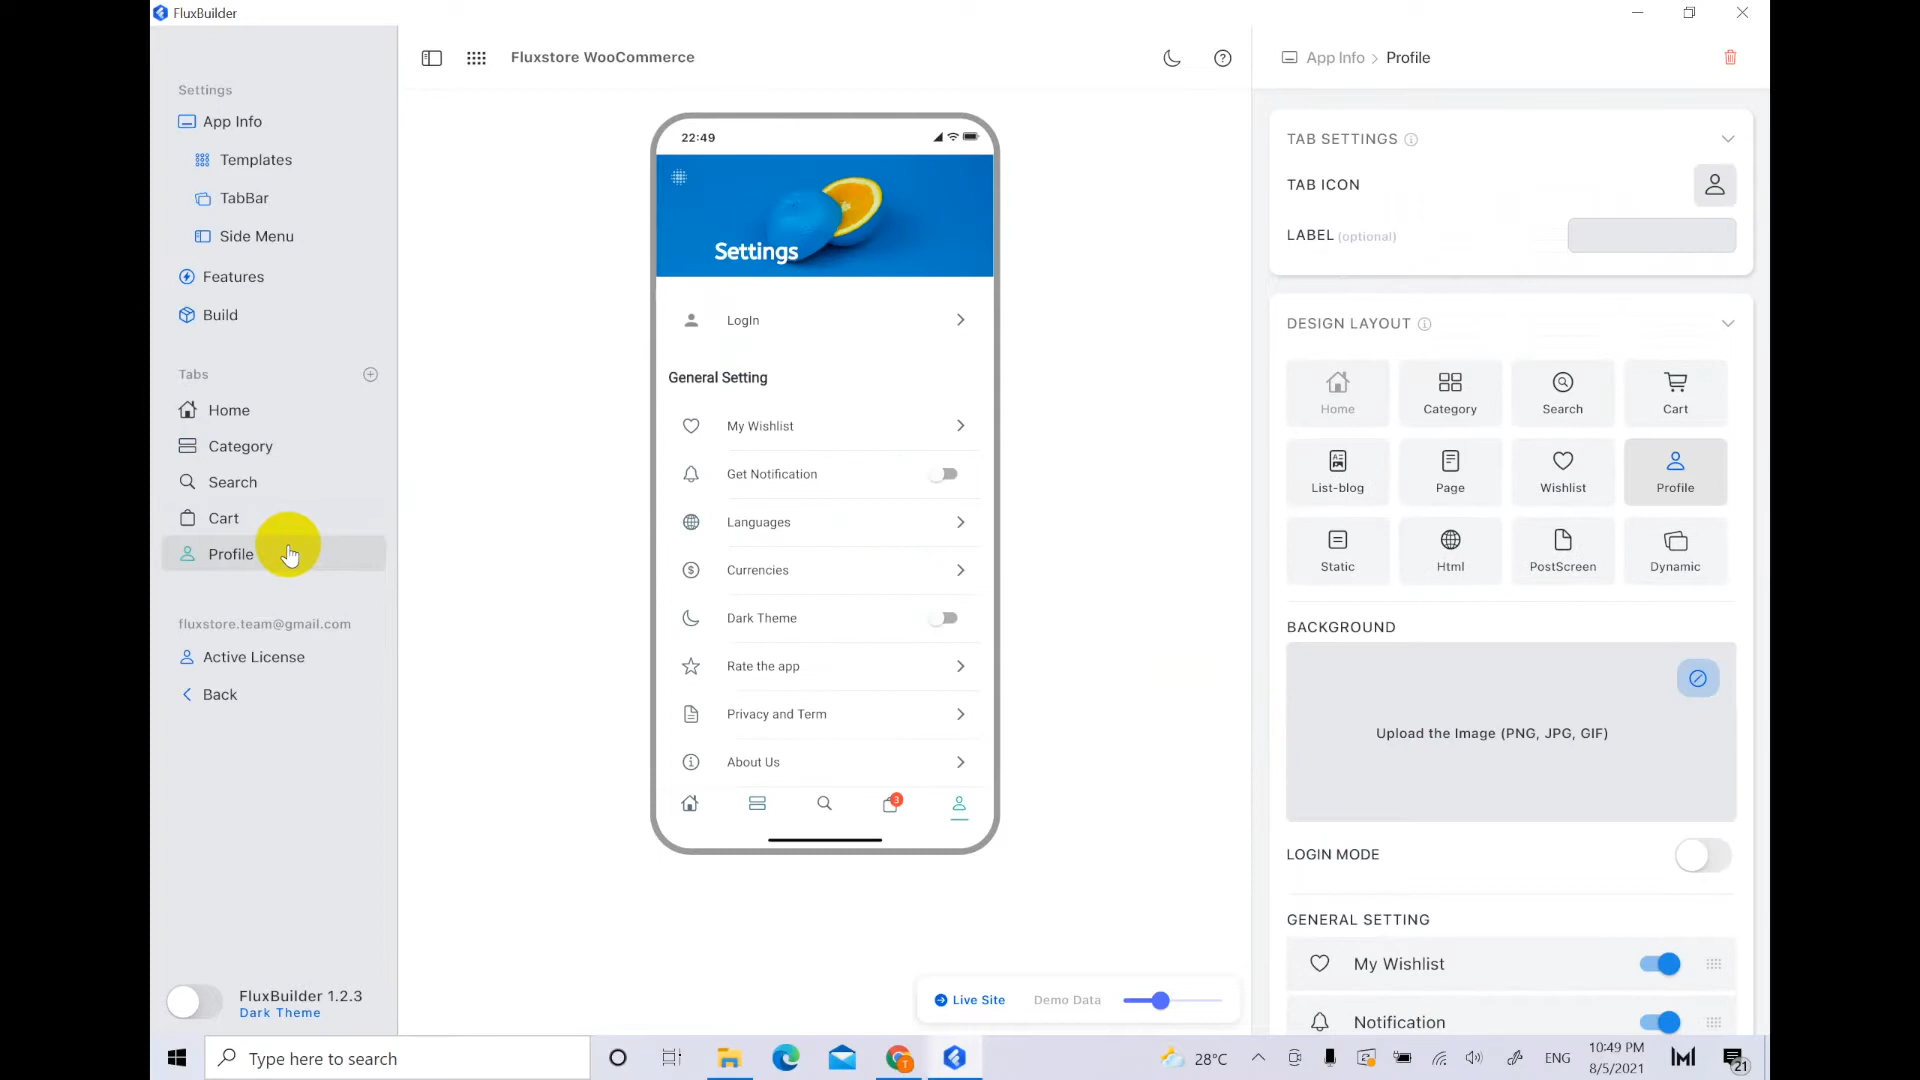 FluxBuilder
Settings
App Info
Templates
TabBar
Side Menu
Features
Build
Tabs
Home
Category
Search
Cart
Profile
fluxstore.team@gmail.com
Active License
Back
FluxBuilder 1.2.3
Dark Theme
Fluxstore WooCommerce
22:49
Settings
LogIn
General Setting
My Wishlist
Get Notification
Languages
Currencies
Dark Theme
Rate the app
Privacy and Term
About Us
3
Live Site Demo Data
App Info > Profile
TAB SETTINGS
TAB ICON
LABEL (optional)
DESIGN LAYOUT
Home Category Search Cart
List-blog Page Wishlist Profile
Static Html PostScreen Dynamic
BACKGROUND
Upload the Image (PNG, JPG, GIF)
LOGIN MODE
GENERAL SETTING
My Wishlist
Notification
Type here to search
28°C
ENG
10:49 PM
8/5/2021
21